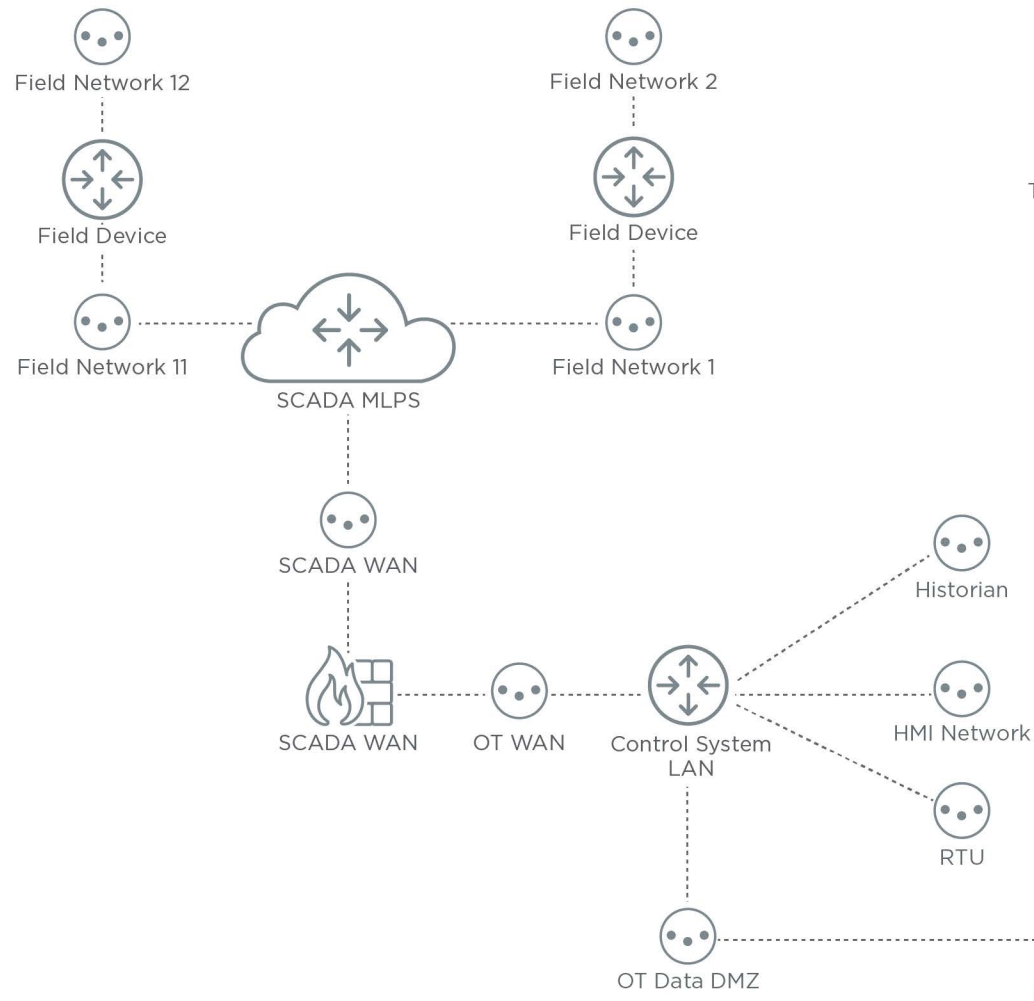 Field Network 12
Field Network 2
Field Device
Field Device
Field Network 11
Field Network 1
SCADA MLPS
SCADA WAN
Historian
SCADA WAN
OT WAN
Control System
LAN
HMI Network
RTU
OT Data DMZ